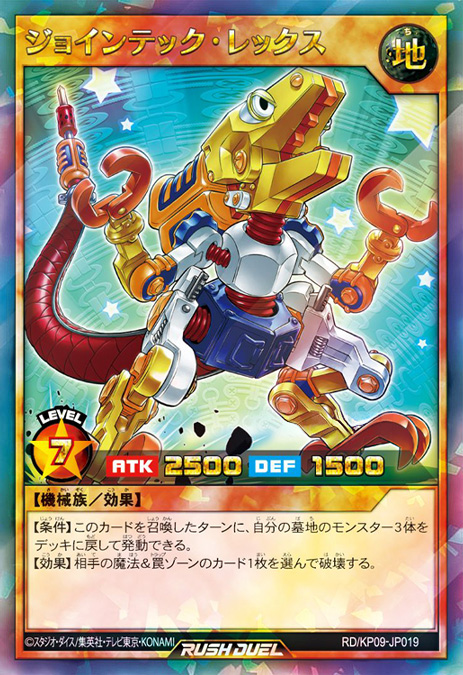 ジョインテック・レックス
ち
地
LEVEL
7
ATK 2500 DEF 1500
【機械族／効果】
【条件】このカードを召喚したターンに、自分の墓地のモンスター3体を
デッキに戻して発動できる。
【効果】相手の魔法&罠ゾーンのカード1枚を選んで破壊する。
©スタジオ・ダイス/集英社・テレビ東京・KONAMI
RUSH DUEL
RD/KP09-JP019